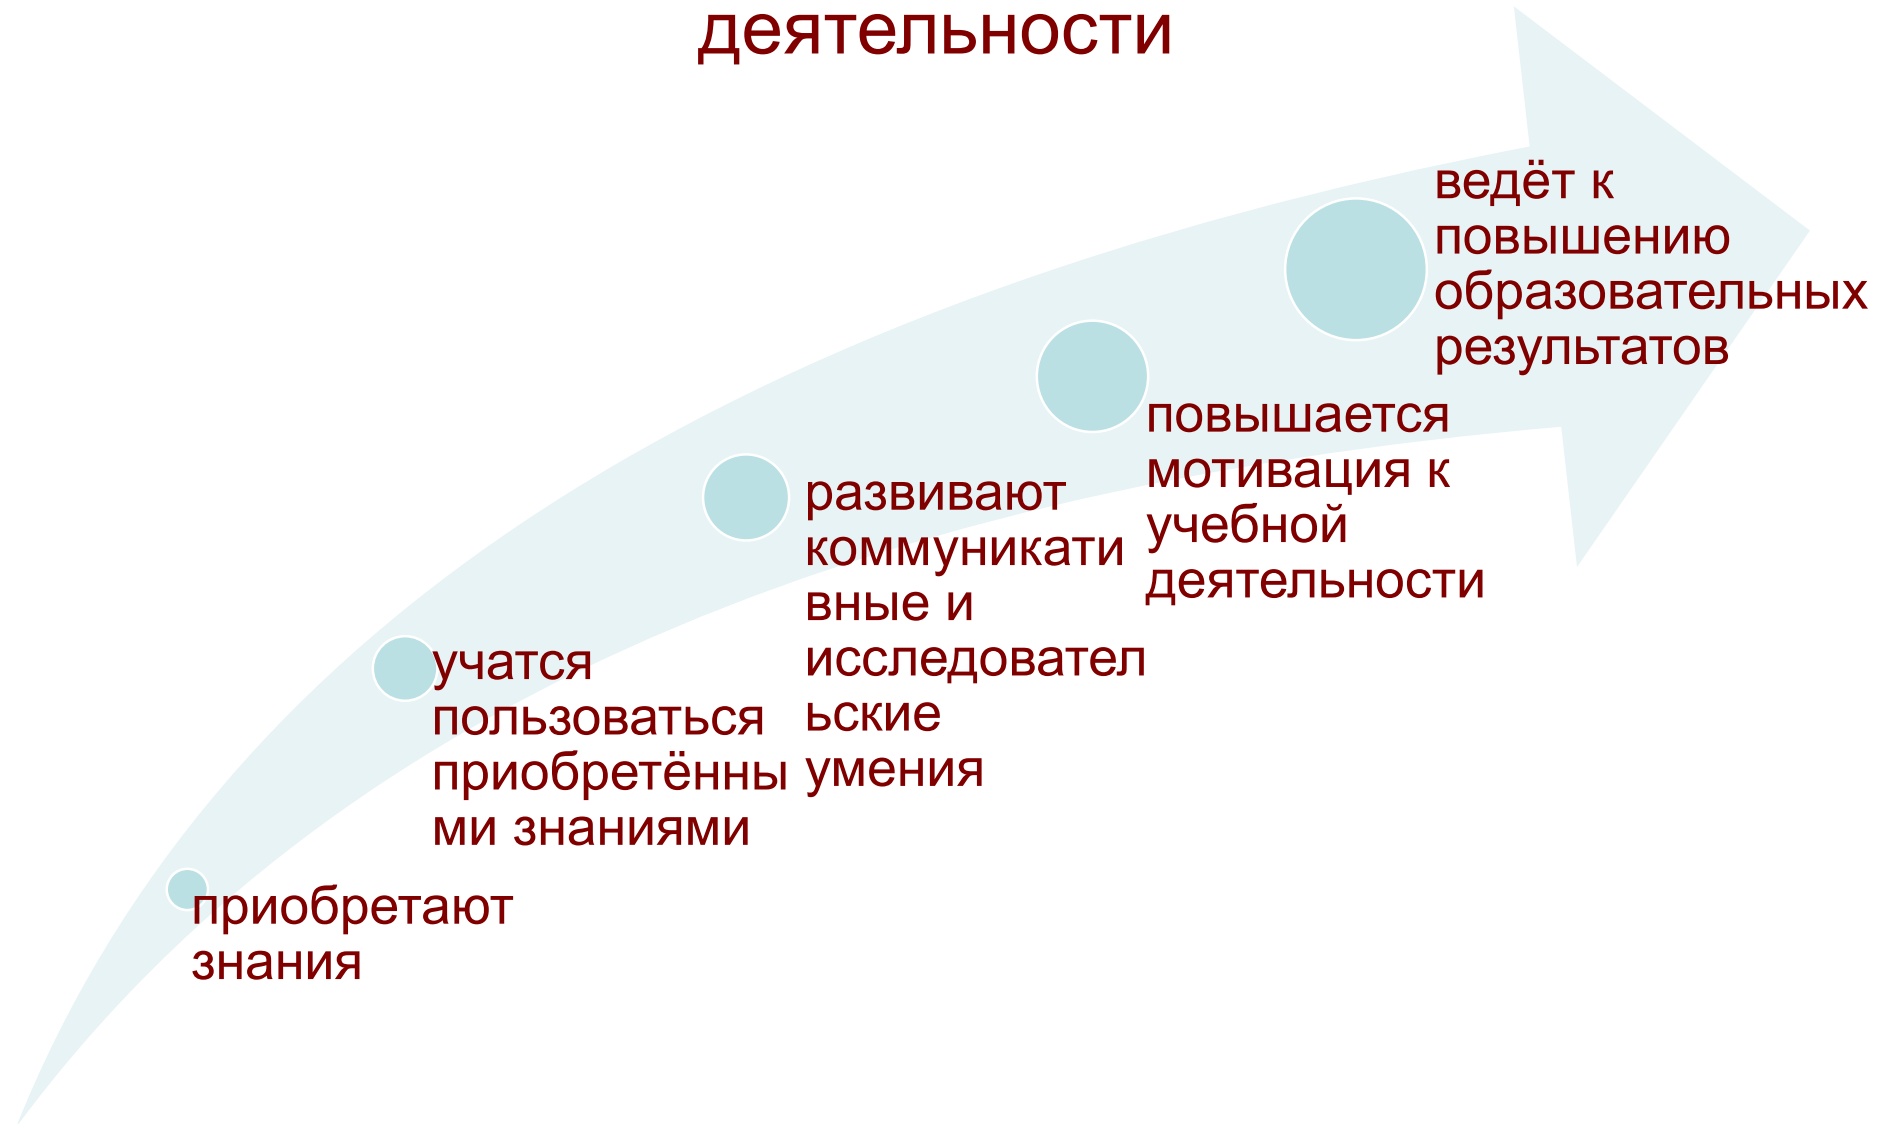 деятельности
приобретают
знания
учатся
пользоваться
приобретённы
ми знаниями
развивают
коммуникати
вные и
исследовател
ьские
умения
повышается
мотивация к
учебной
деятельности
ведёт к
повышению
образовательных
результатов